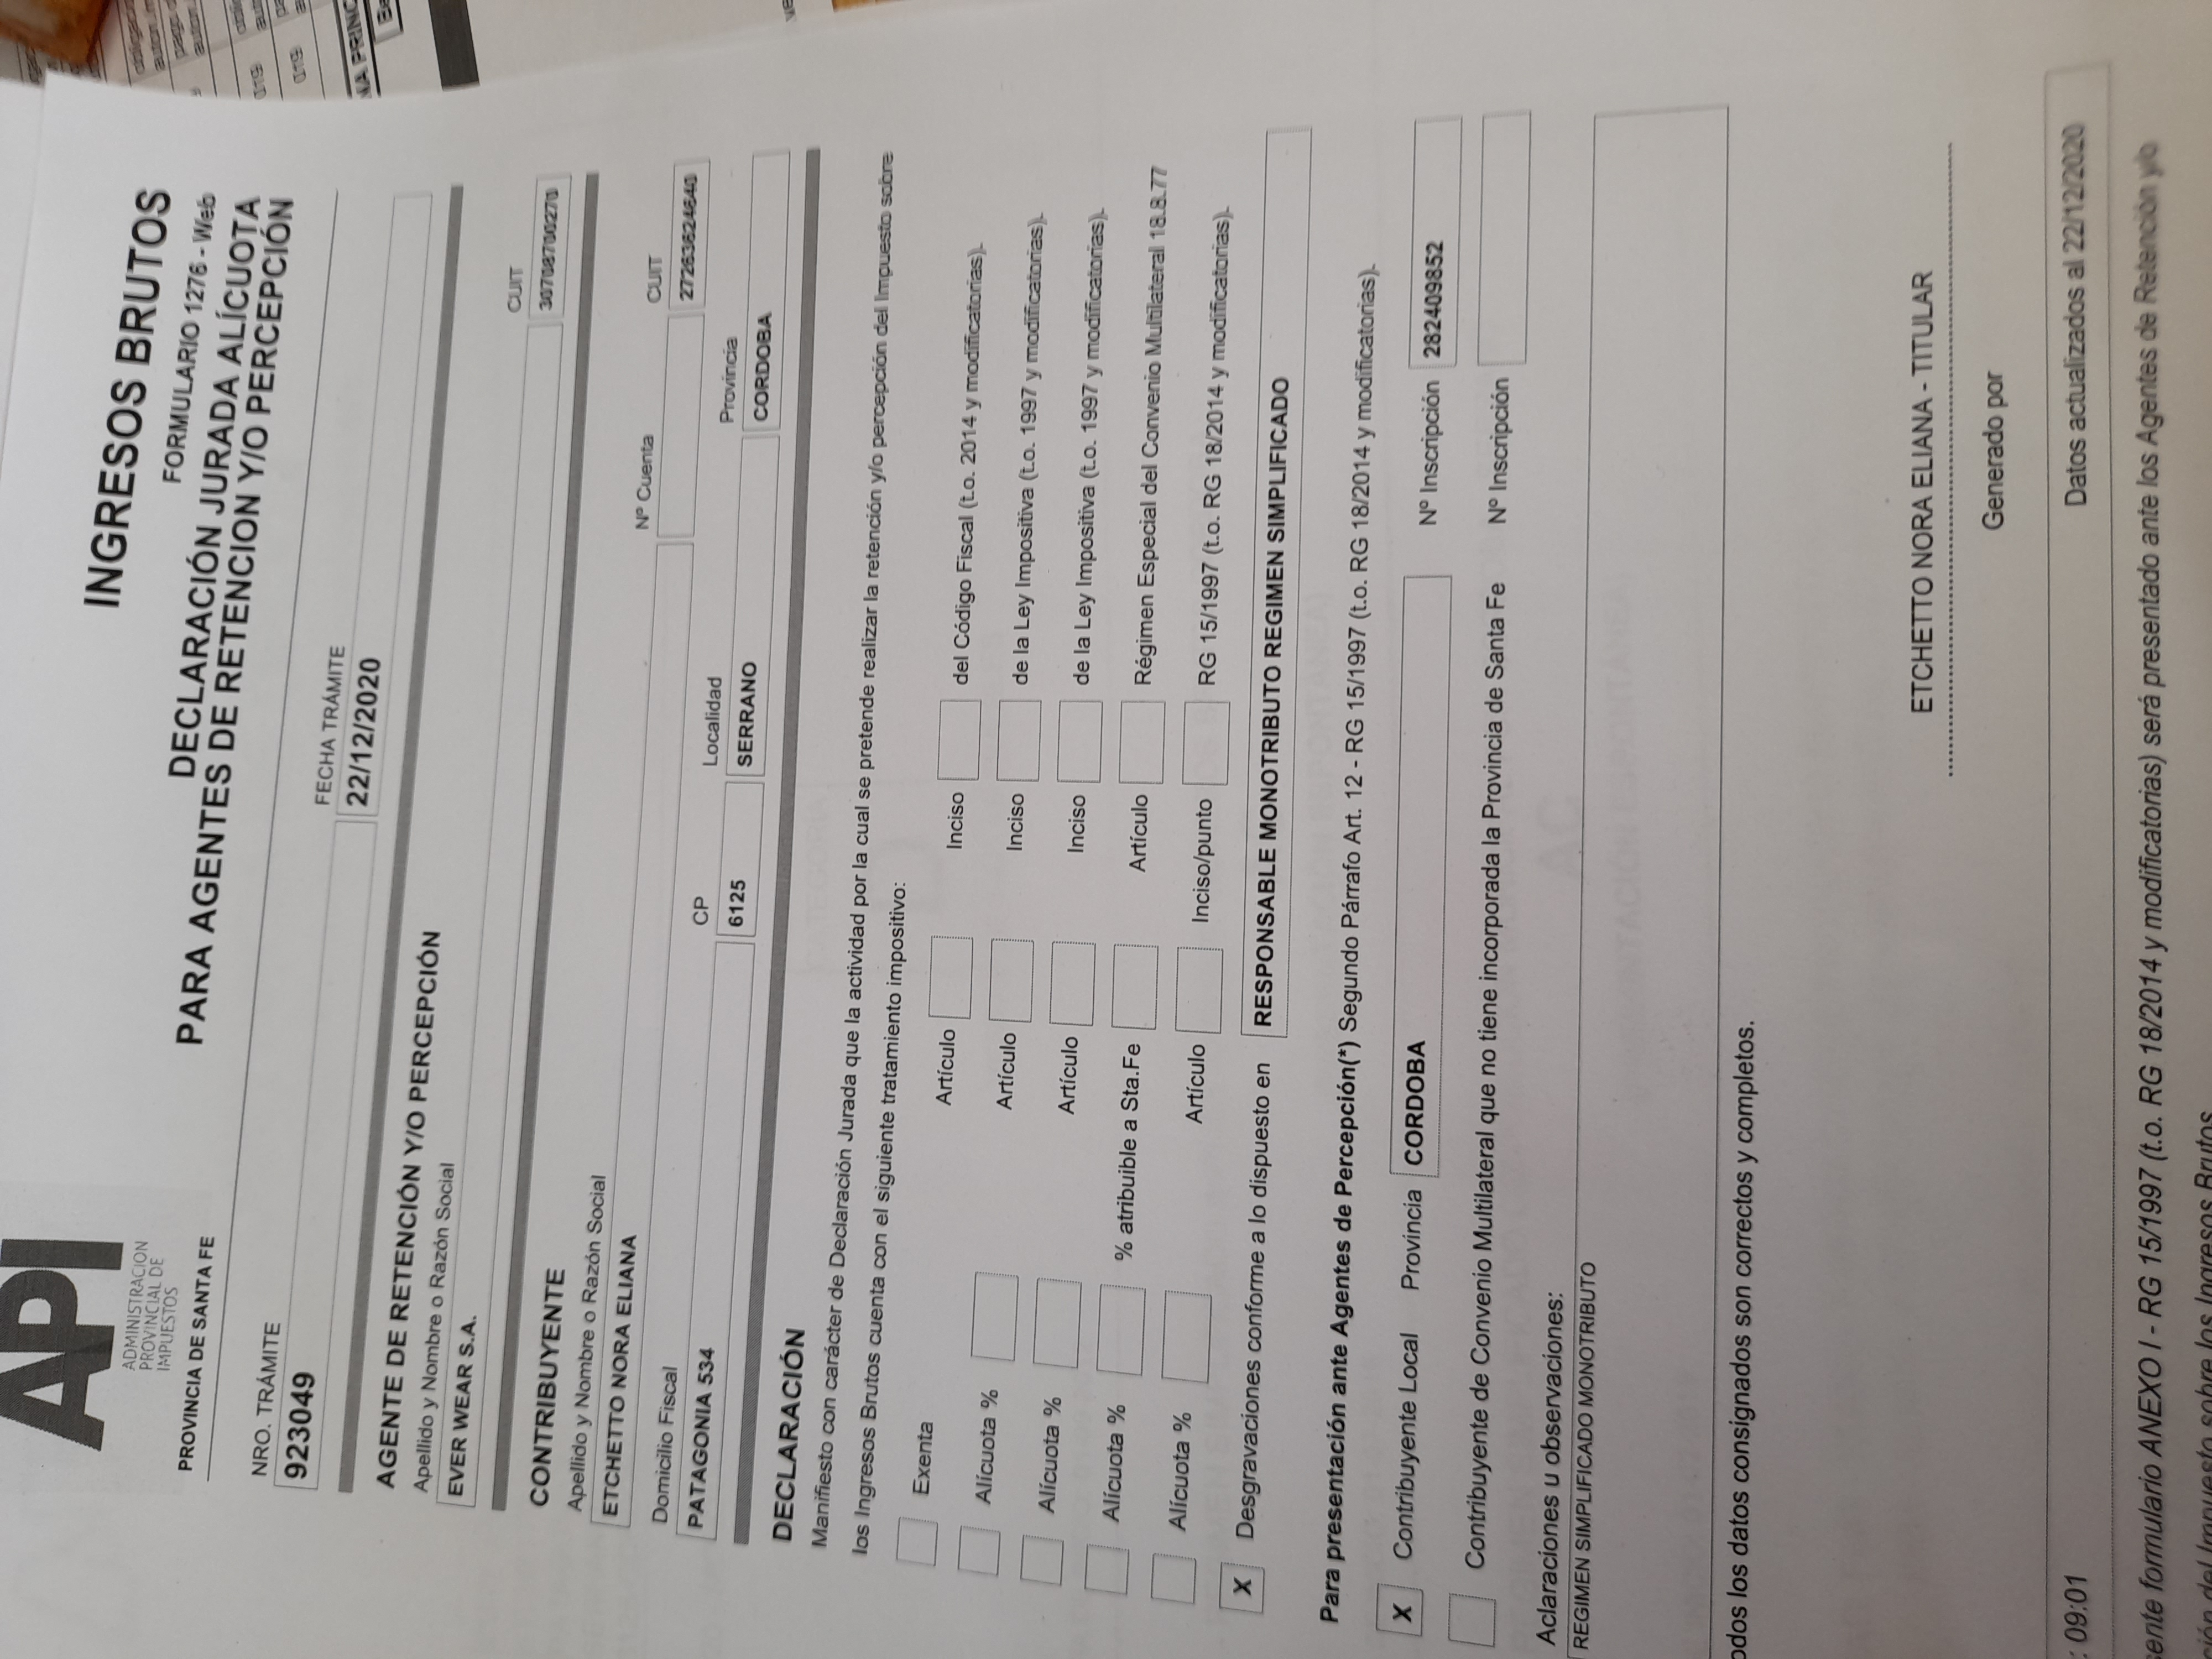 API
ADMINISTRACION
PROVINCIAL DE
IMPUESTOS
PROVINCIA DE SANTA FE
INGRESOS BRUTOS
FORMULARIO 1276 - Web
DECLARACIÓN JURADA ALÍCUOTA
PARA AGENTES DE RETENCION Y/O PERCEPCIÓN
NRO. TRÁMITE
923049
FECHA TRÁMITE
22/12/2020
AGENTE DE RETENCIÓN Y/O PERCEPCIÓN
Apellido y Nombre o Razón Social
EVER WEAR S.A.
CUIT
30708700270
CONTRIBUYENTE
Apellido y Nombre o Razón Social
ETCHETTO NORA ELIANA
Nº Cuenta
CUIT
27263624640
Domicilio Fiscal
PATAGONIA 534
CP
6125
Localidad
SERRANO
Provincia
CORDOBA
DECLARACIÓN
Manifiesto con carácter de Declaración Jurada que la actividad por la cual se pretende realizar la retención y/o percepción del Impuesto sobre
los Ingresos Brutos cuenta con el siguiente tratamiento impositivo:
Exenta Artículo Inciso del Código Fiscal (t.o. 2014 y modificatorias).
Alícuota % Artículo Inciso de la Ley Impositiva (t.o. 1997 y modificatorias).
Alícuota % Artículo Inciso de la Ley Impositiva (t.o. 1997 y modificatorias).
Alícuota % % atribuible a Sta.Fe Artículo Régimen Especial del Convenio Multilateral 18.8.77
Alícuota % Artículo Inciso/punto RG 15/1997 (t.o. RG 18/2014 y modificatorias).
X Desgravaciones conforme a lo dispuesto en RESPONSABLE MONOTRIBUTO REGIMEN SIMPLIFICADO
Para presentación ante Agentes de Percepción(*) Segundo Párrafo Art. 12 - RG 15/1997 (t.o. RG 18/2014 y modificatorias).
X Contribuyente Local Provincia CORDOBA Nº Inscripción 282409852
Contribuyente de Convenio Multilateral que no tiene incorporada la Provincia de Santa Fe Nº Inscripción
Aclaraciones u observaciones:
REGIMEN SIMPLIFICADO MONOTRIBUTO
odos los datos consignados son correctos y completos.
ETCHETTO NORA ELIANA - TITULAR
Generado por
: 09:01
Datos actualizados al 22/12/2020
sente formulario ANEXO I - RG 15/1997 (t.o. RG 18/2014 y modificatorias) será presentado ante los Agentes de Retención y/o
ción del Impuesto sobre los Ingresos Brutos